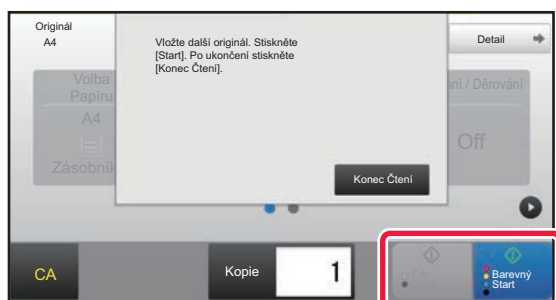 Originál
A4
Vložte další originál. Stiskněte
[Start]. Po ukončení stiskněte
[Konec Čtení].
Detail
Volba
Papíru
A4
Zásobník
Děrování
Off
Konec Čtení
CA
Kopie
1
Barevný
Start